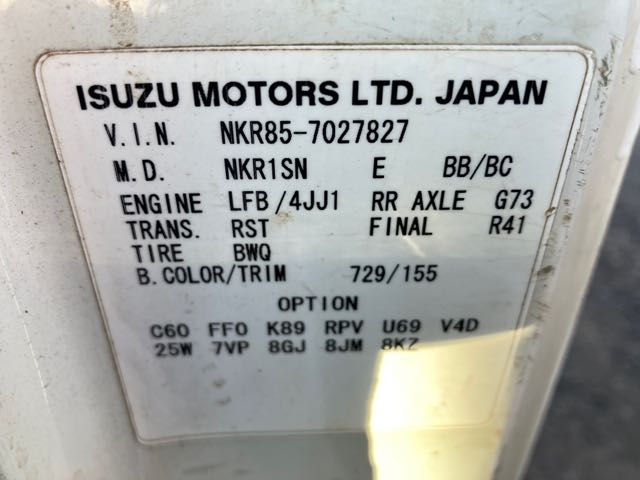 ISUZU MOTORS LTD. JAPAN
V.I.N. NKR85-7027827
M.D. NKR1SN E BB/BC
ENGINE LFB/4JJ1 RR AXLE G73
TRANS. RST FINAL R41
TIRE BWQ
B.COLOR/TRIM 729/155
OPTION
C60 FF0 K89 RPV U69 V4D
25W 7VP 8GJ 8JM 8KZ